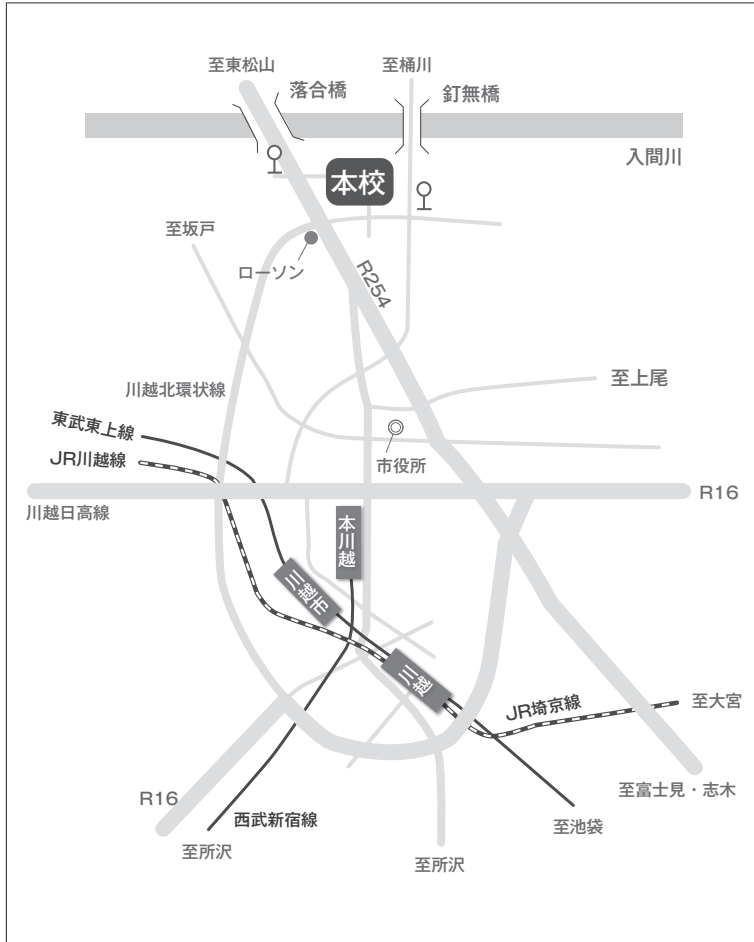 至東松山
至桶川
落合橋
釘無橋
入間川
本校
至坂戸
ローソン
R254
川越北環状線
至上尾
東武東上線
市役所
JR川越線
R16
川越日高線
本川越
川越市
川越
JR埼京線
至大宮
至富士見・志木
R16
西武新宿線
至池袋
至所沢
至所沢